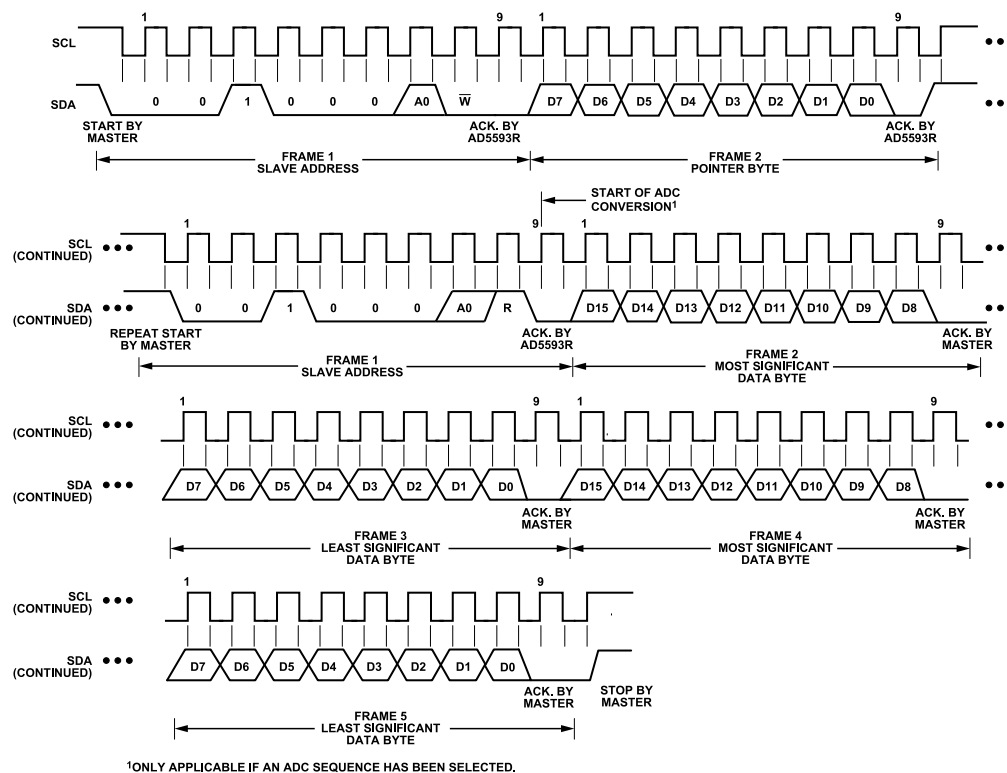 1 9 1 9
SCL
SDA 0 0 1 0 0 0 A0 W̅ D7 D6 D5 D4 D3 D2 D1 D0
START BY
MASTER
ACK. BY
AD5593R
ACK. BY
AD5593R
FRAME 1
SLAVE ADDRESS
FRAME 2
POINTER BYTE
START OF ADC
CONVERSION¹
1 9 1 9
SCL
(CONTINUED)
SDA
(CONTINUED)
0 0 1 0 0 0 A0 R D15 D14 D13 D12 D11 D10 D9 D8
REPEAT START
BY MASTER
ACK. BY
AD5593R
ACK. BY
MASTER
FRAME 1
SLAVE ADDRESS
FRAME 2
MOST SIGNIFICANT
DATA BYTE
1 9 1 9
SCL
(CONTINUED)
SDA
(CONTINUED)
D7 D6 D5 D4 D3 D2 D1 D0 D15 D14 D13 D12 D11 D10 D9 D8
ACK. BY
MASTER
ACK. BY
MASTER
FRAME 3
LEAST SIGNIFICANT
DATA BYTE
FRAME 4
MOST SIGNIFICANT
DATA BYTE
1 9
SCL
(CONTINUED)
SDA
(CONTINUED)
D7 D6 D5 D4 D3 D2 D1 D0
ACK. BY
MASTER
STOP BY
MASTER
FRAME 5
LEAST SIGNIFICANT
DATA BYTE
¹ONLY APPLICABLE IF AN ADC SEQUENCE HAS BEEN SELECTED.